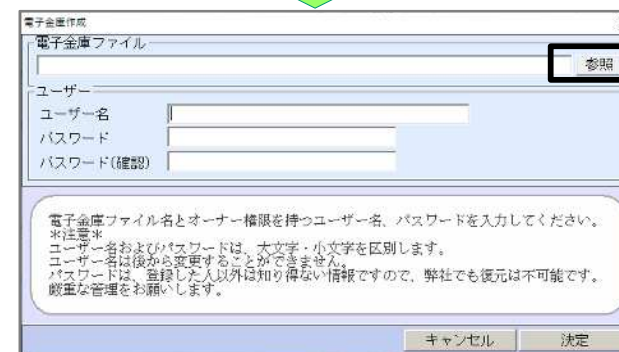 電子金庫作成
電子金庫ファイル
参照
ユーザー
ユーザー名
パスワード
パスワード(確認)
電子金庫ファイル名とオーナー権限を持つユーザー名、パスワードを入力してください。
*注意*
ユーザー名およびパスワードは、大文字・小文字を区別します。
ユーザー名は後から変更することができません。
パスワードは、登録した人以外は知り得ない情報ですので、弊社でも復元は不可能です。
厳重な管理をお願いします。
キャンセル
決定